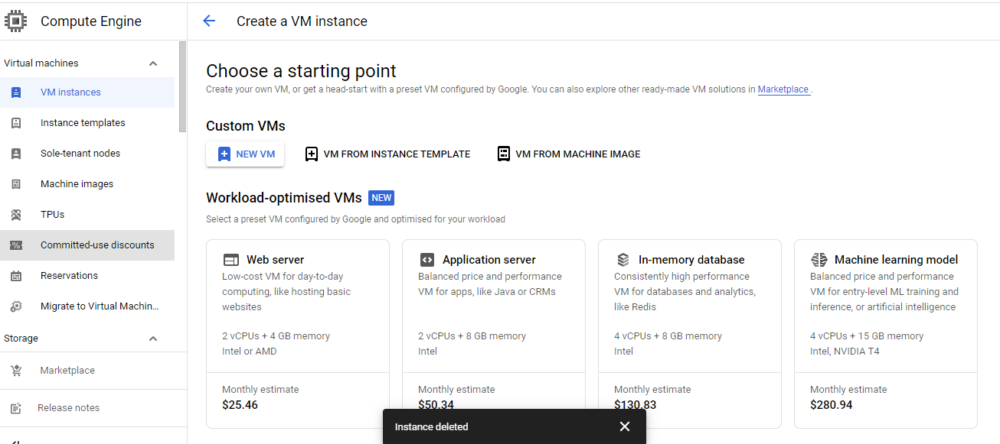 Compute Engine
Create a VM instance
Virtual machines
VM instances
Instance templates
Sole-tenant nodes
Machine images
TPUs
Committed-use discounts
Reservations
Migrate to Virtual Machin...
Storage
Marketplace
Release notes
Choose a starting point
Create your own VM, or get a head-start with a preset VM configured by Google. You can also explore other ready-made VM solutions in Marketplace .
Custom VMs
NEW VM
VM FROM INSTANCE TEMPLATE
VM FROM MACHINE IMAGE
Workload-optimised VMs NEW
Select a preset VM configured by Google and optimised for your workload
Web server
Low-cost VM for day-to-day
computing, like hosting basic
websites
2 vCPUs + 4 GB memory
Intel or AMD
Monthly estimate
$25.46
Application server
Balanced price and performance
VM for apps, like Java or CRMs
2 vCPUs + 8 GB memory
Intel
Monthly estimate
$50.34
In-memory database
Consistently high performance
VM for databases and analytics,
like Redis
4 vCPUs + 8 GB memory
Intel
Monthly estimate
$130.83
Machine learning model
Balanced price and performance
VM for entry-level ML training and
inference, or artificial intelligence
4 vCPUs + 15 GB memory
Intel, NVIDIA T4
Monthly estimate
$280.94
Instance deleted